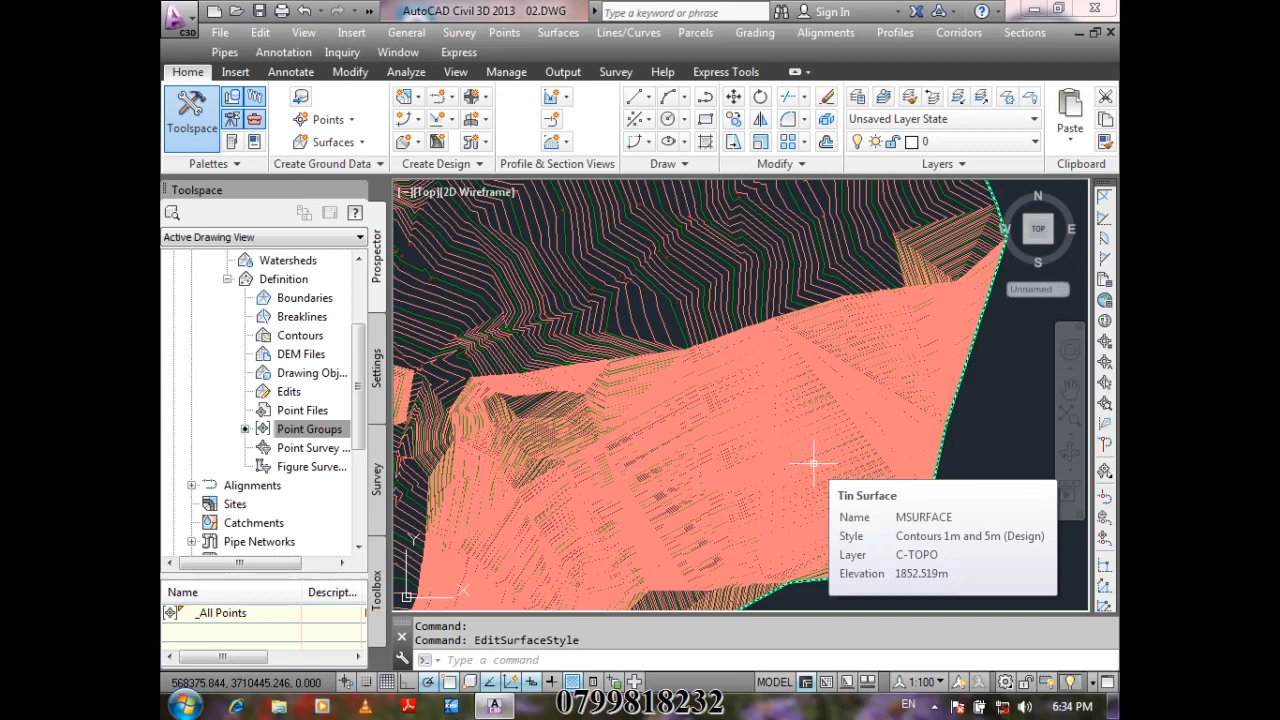 AutoCAD Civil 3D 2013 02.DWG
Type a keyword or phrase
Sign In
C3D
File Edit View Insert General Survey Points Surfaces Lines/Curves Parcels Grading Alignments Profiles Corridors Sections
Pipes Annotation Inquiry Window Express
Home Insert Annotate Modify Analyze View Manage Output Survey Help Express Tools
Toolspace
Points
Surfaces
Unsaved Layer State
0
Paste
Palettes Create Ground Data Create Design Profile & Section Views Draw Modify Layers Clipboard
Toolspace
Active Drawing View
Watersheds
Definition
Boundaries
Breaklines
Contours
DEM Files
Drawing Obj...
Edits
Point Files
Point Groups
Point Survey ...
Figure Surve...
Alignments
Sites
Catchments
Pipe Networks
Name Descript...
_All Points
Prospector
Settings
Survey
Toolbox
[−][Top][2D Wireframe]
N
TOP
E
S
Unnamed
Y
X
Tin Surface
Name MSURFACE
Style Contours 1m and 5m (Design)
Layer C-TOPO
Elevation 1852.519m
Command:
Command: EditSurfaceStyle
Type a command
568375.844, 3710445.246, 0.000
MODEL
1:100
0799818232
EN
6:34 PM